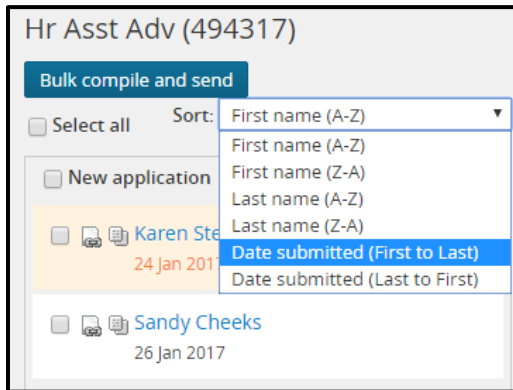 Hr Asst Adv (494317)
Bulk compile and send
Select all Sort: First name (A-Z)
First name (A-Z)
First name (Z-A)
Last name (A-Z)
Last name (Z-A)
Date submitted (First to Last)
Date submitted (Last to First)
New application
Karen
24 Jan
Sandy Cheeks
26 Jan 2017